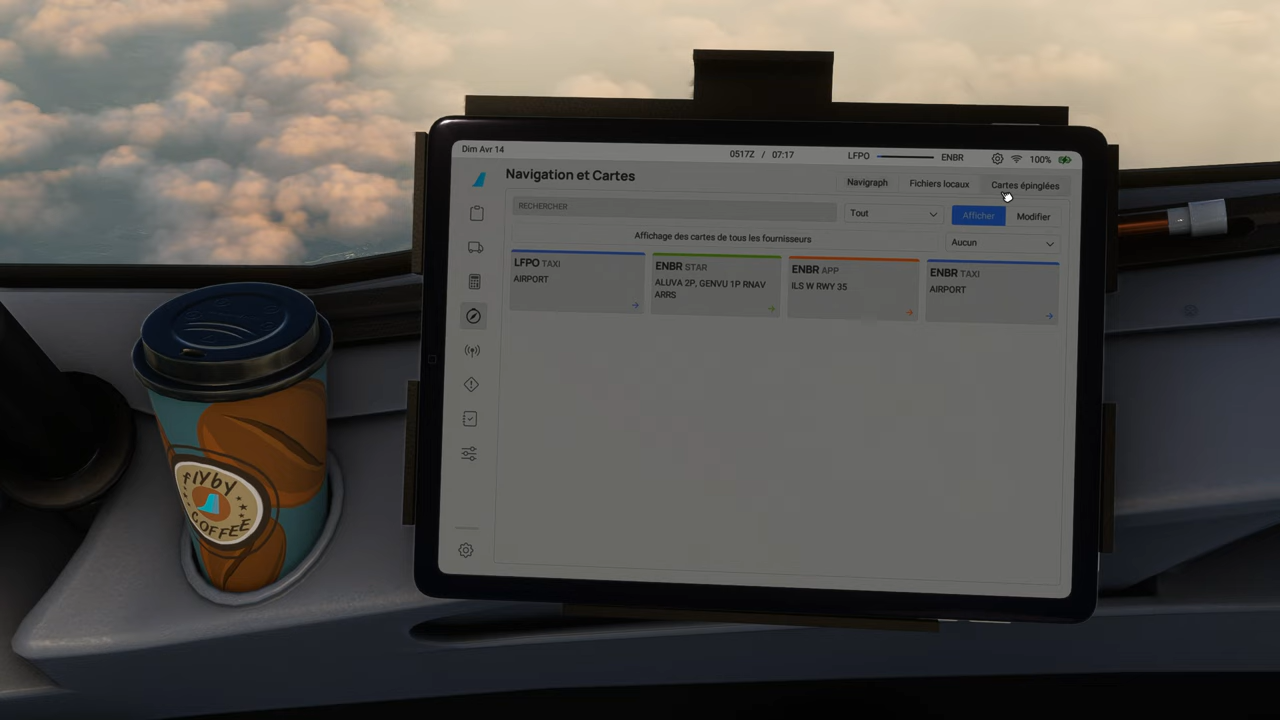 Dim Avr 14
0517Z / 07:17
LFPO ENBR
100%
Navigation et Cartes
Navigraph
Fichiers locaux
Cartes épinglées
RECHERCHER
Tout
Afficher
Modifier
Affichage des cartes de tous les fournisseurs
Aucun
LFPO TAXI
AIRPORT
ENBR STAR
ALUVA 2P, GENVU 1P RNAV
ARRS
ENBR APP
ILS W RWY 35
ENBR TAXI
AIRPORT
flyby
COFFEE